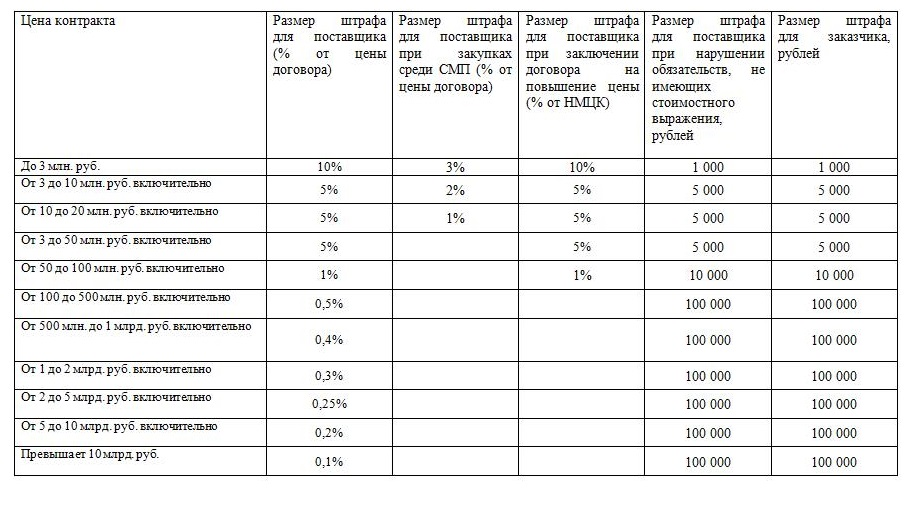 Цена контракта
Размер штрафа
для поставщика
(% от цены
договора)
Размер штрафа
для поставщика
при закупках
среди СМП (% от
цены договора)
Размер штрафа
для поставщика
при заключении
договора на
повышение цены
(% от НМЦК)
Размер штрафа
для поставщика
при нарушении
обязательств, не
имеющих
стоимостного
выражения,
рублей
Размер штрафа
для заказчика,
рублей
До 3 млн. руб. 10% 3% 10% 1 000 1 000
От 3 до 10 млн. руб. включительно 5% 2% 5% 5 000 5 000
От 10 до 20 млн. руб. включительно 5% 1% 5% 5 000 5 000
От 3 до 50 млн. руб. включительно 5% 5% 5 000 5 000
От 50 до 100 млн. руб. включительно 1% 1% 10 000 10 000
От 100 до 500 млн. руб. включительно 0,5% 100 000 100 000
От 500 млн. до 1 млрд. руб. включительно 0,4% 100 000 100 000
От 1 до 2 млрд. руб. включительно 0,3% 100 000 100 000
От 2 до 5 млрд. руб. включительно 0,25% 100 000 100 000
От 5 до 10 млрд. руб. включительно 0,2% 100 000 100 000
Превышает 10 млрд. руб. 0,1% 100 000 100 000